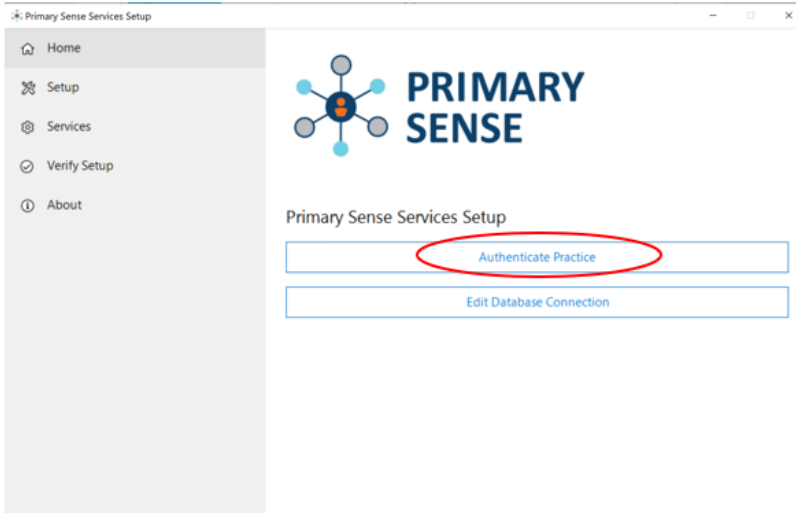 Primary Sense Services Setup
Home
Setup
Services
Verify Setup
About
PRIMARY
SENSE
Primary Sense Services Setup
Authenticate Practice
Edit Database Connection